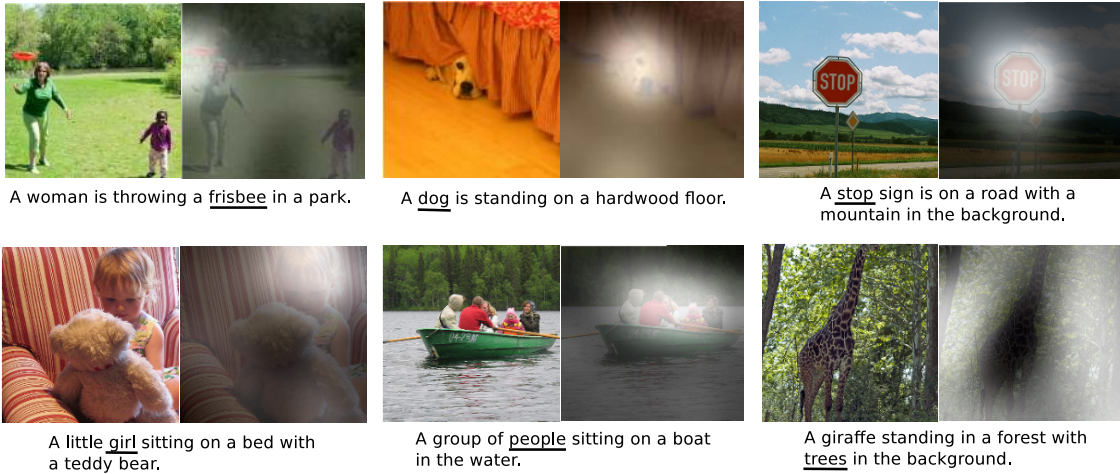 STOP
STOP
A woman is throwing a frisbee in a park.
A dog is standing on a hardwood floor.
A stop sign is on a road with a
mountain in the background.
A little girl sitting on a bed with
a teddy bear.
A group of people sitting on a boat
in the water.
A giraffe standing in a forest with
trees in the background.